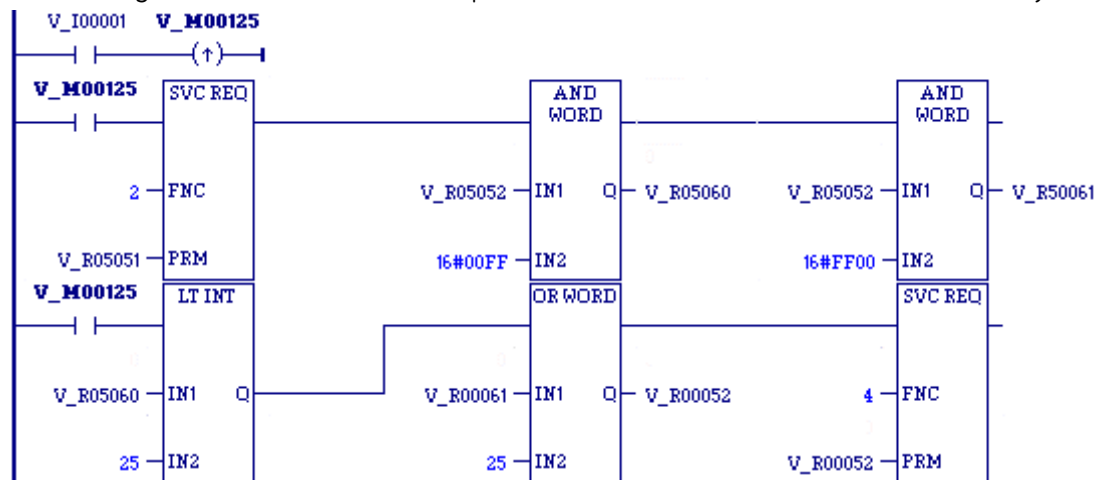 V_I00001 V_M00125
(↑)
V_M00125 SVC REQ AND WORD AND WORD
2 FNC V_R05052 IN1 Q V_R05060 V_R05052 IN1 Q V_R50061
V_R05051 PRM 16#00FF IN2 16#FF00 IN2
V_M00125 LT INT OR WORD SVC REQ
V_R05060 IN1 Q V_R00061 IN1 Q V_R00052 4 FNC
25 IN2 25 IN2 V_R00052 PRM